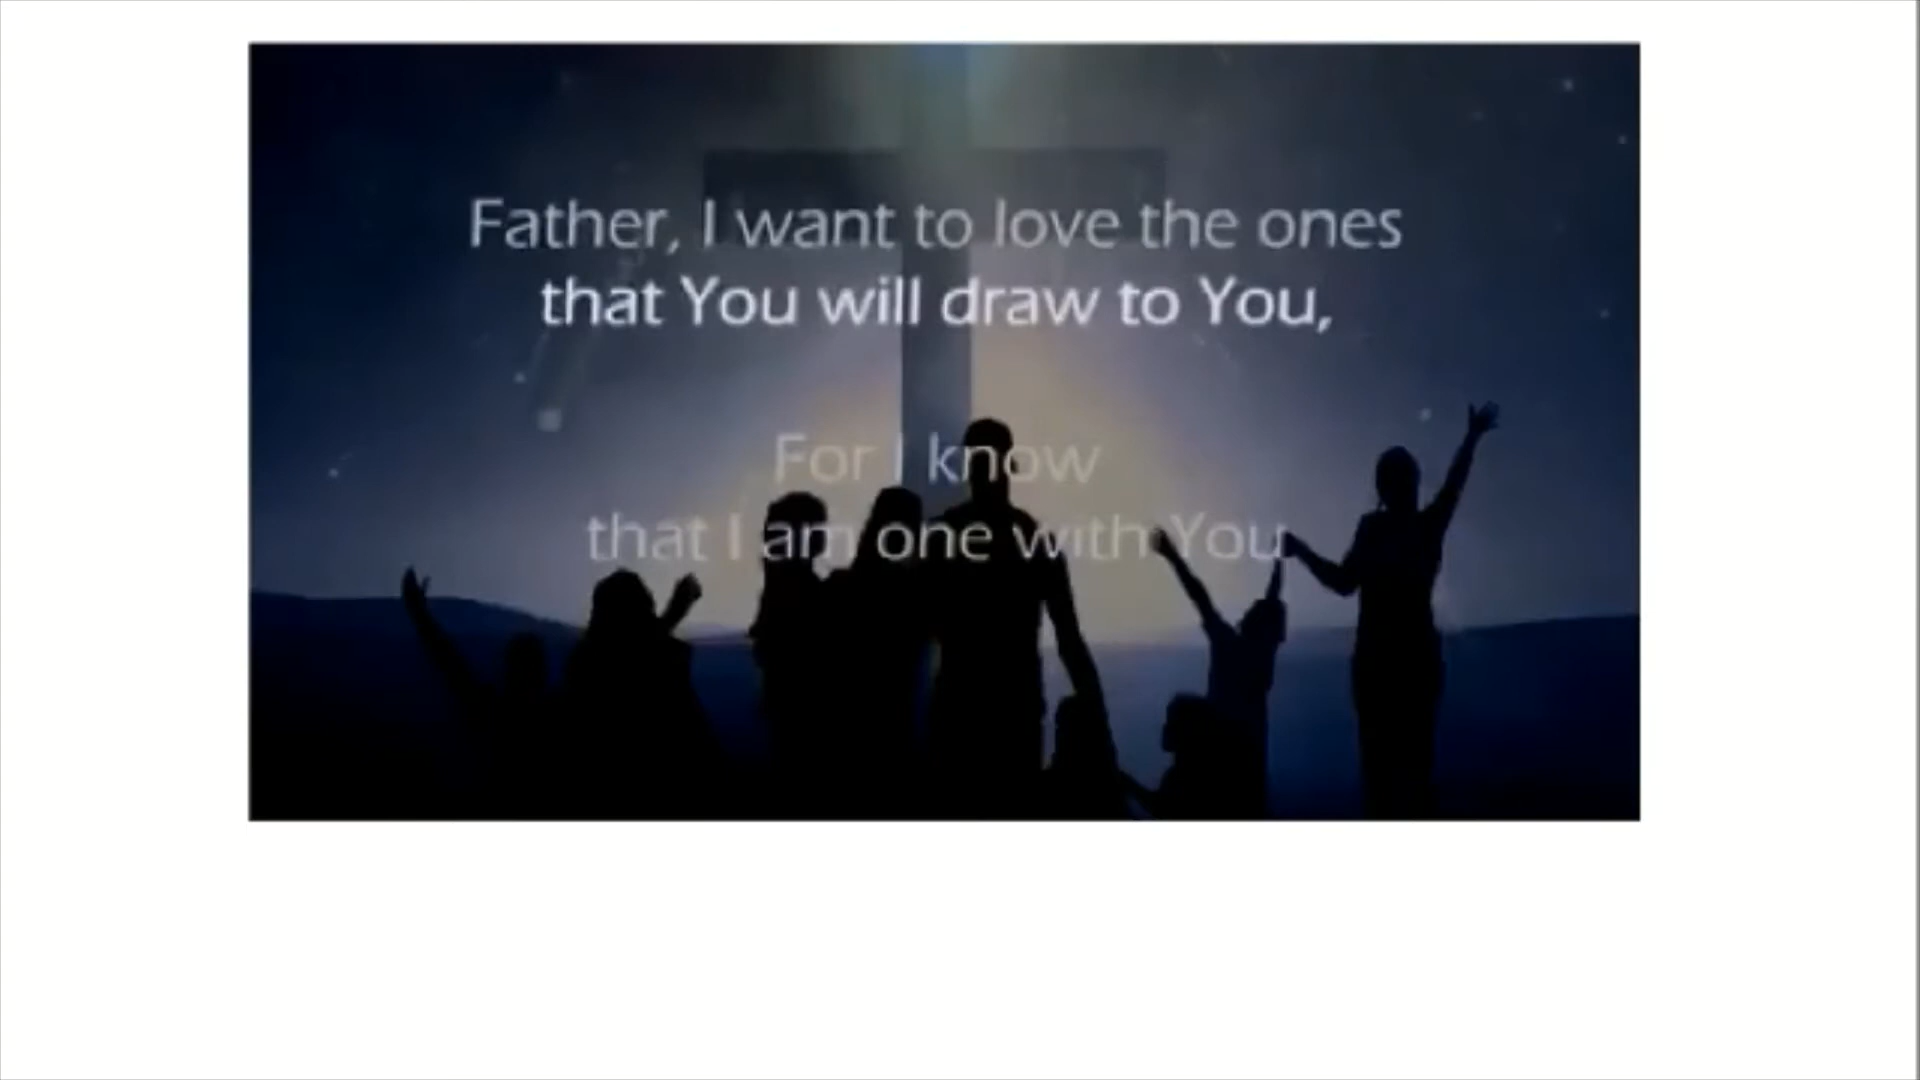 Father, I want to love the ones
that You will draw to You,
For I know
that I am one with You